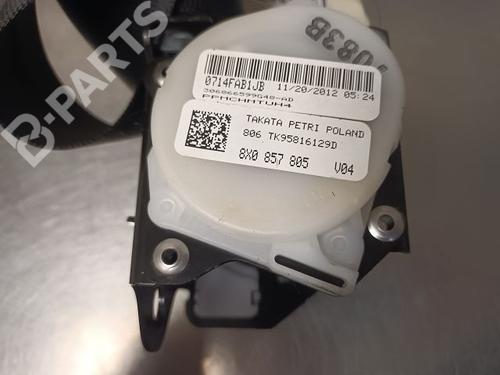 B-PARTS
083B
0714FAB1JB 11/20/2012 05:24
306866599G48-AD
PPMCHMTUH4
TAKATA PETRI POLAND
806 TK95816129D
8X0 857 805 V04